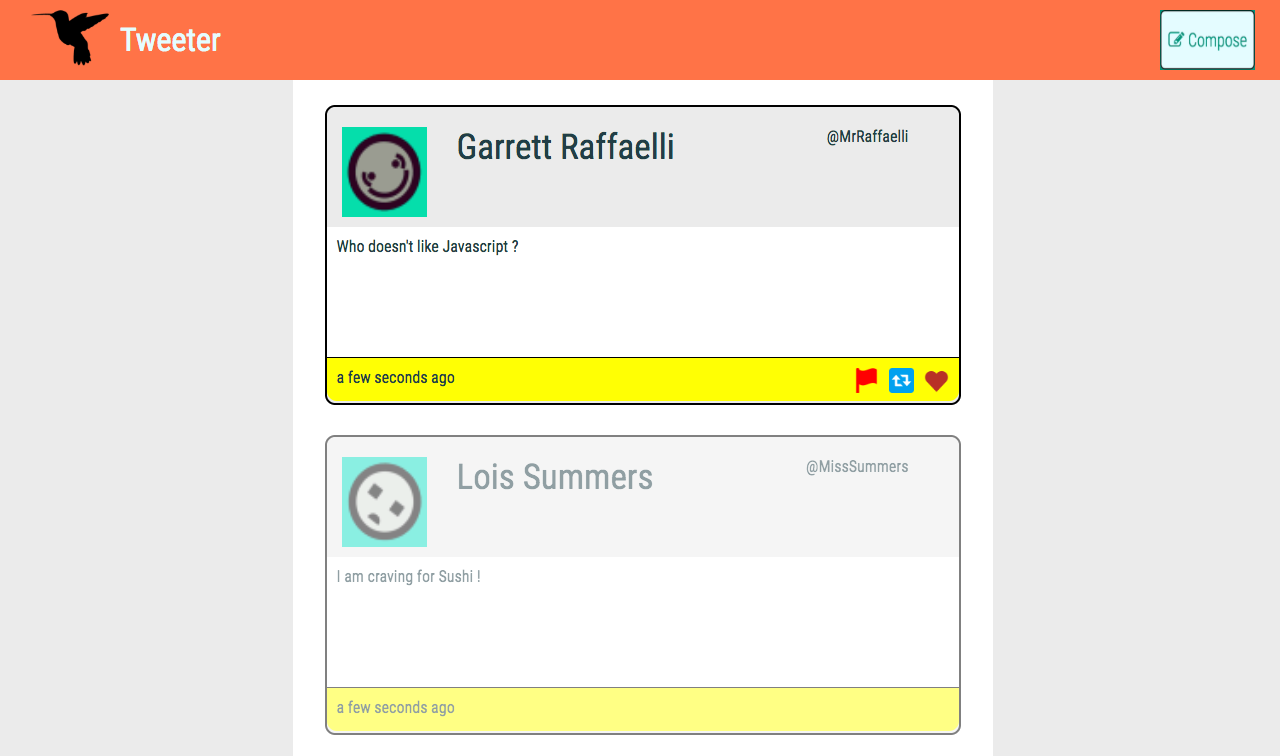 Tweeter
Compose
Garrett Raffaelli
@MrRaffaelli
Who doesn't like Javascript ?
a few seconds ago
Lois Summers
@MissSummers
I am craving for Sushi !
a few seconds ago